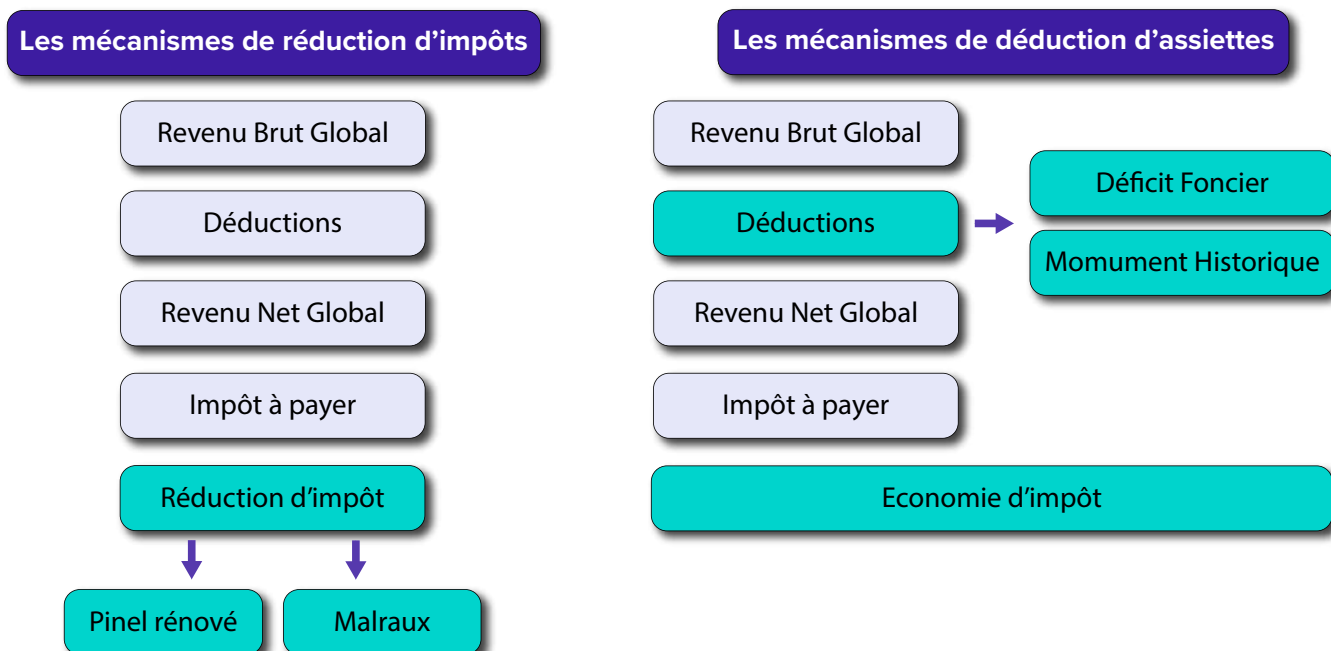 Les mécanismes de réduction d’impôts
Revenu Brut Global
Déductions
Revenu Net Global
Impôt à payer
Réduction d’impôt
Pinel rénové
Malraux
Les mécanismes de déduction d’assiettes
Revenu Brut Global
Déductions
Déficit Foncier
Momument Historique
Revenu Net Global
Impôt à payer
Economie d’impôt